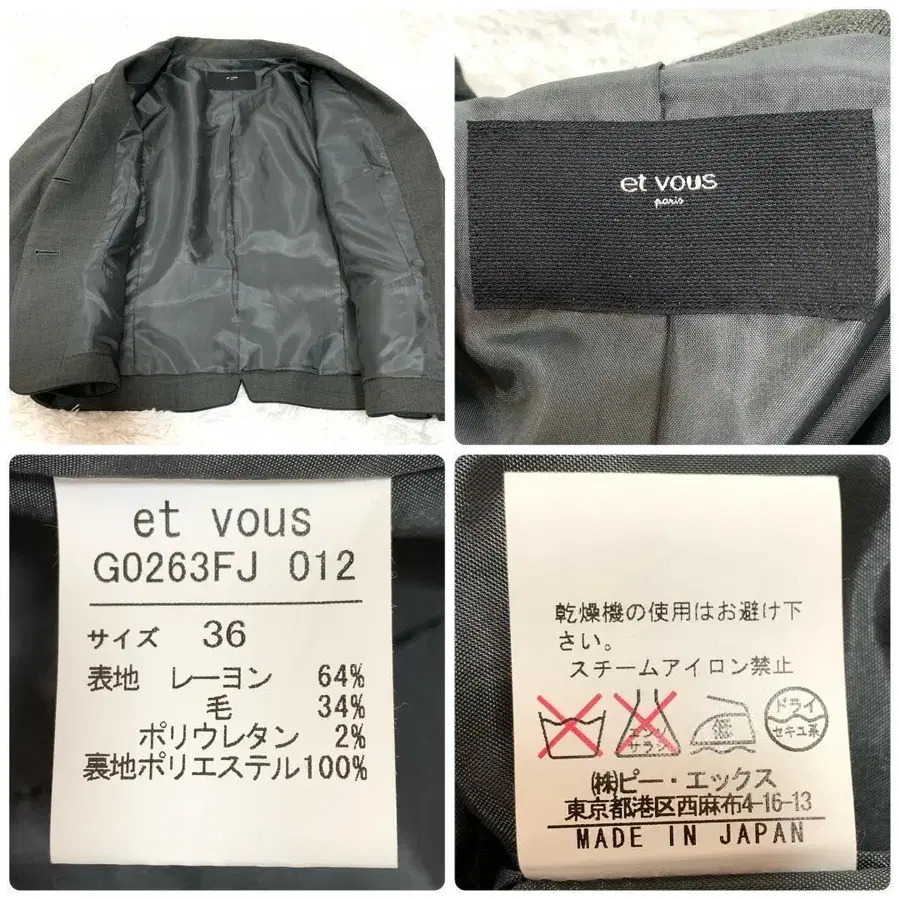 et vous
paris
et vous
G0263FJ 012
サイズ 36
表地 レーヨン 64%
毛 34%
ポリウレタン 2%
裏地ポリエステル100%
乾燥機の使用はお避け下
さい。
スチームアイロン禁止
エンソ
サラシ
ドライ
セキユ系
㈱ピー・エックス
東京都港区西麻布4-16-13
MADE IN JAPAN